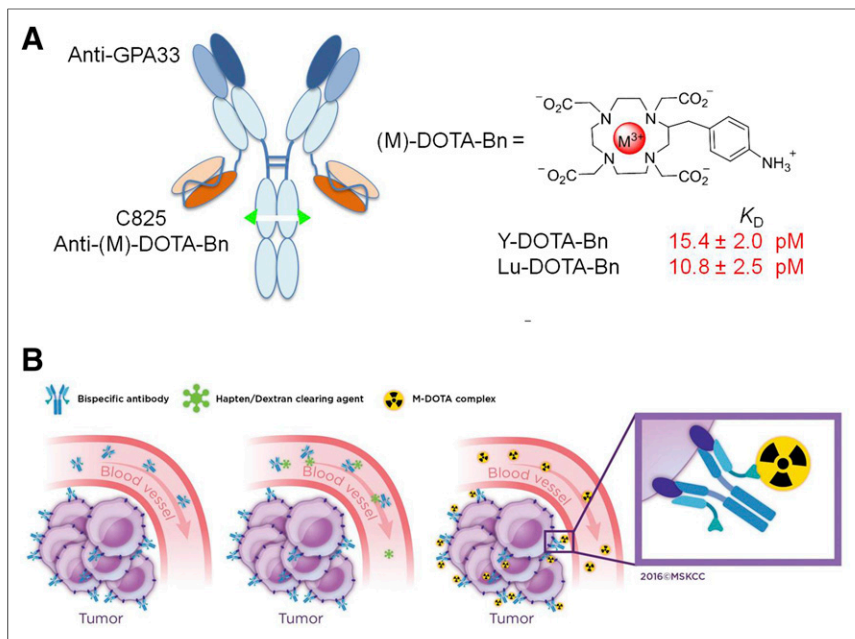 A
Anti-GPA33
C825
Anti-(M)-DOTA-Bn
(M)-DOTA-Bn =
⁻O₂C
CO₂⁻
N
N
M³⁺
N
N
⁻O₂C
CO₂⁻
NH₃⁺
K_D
Y-DOTA-Bn 15.4 ± 2.0 pM
Lu-DOTA-Bn 10.8 ± 2.5 pM
B
Bispecific antibody
Hapten/Dextran clearing agent
M-DOTA complex
Blood vessel
Tumor
Blood vessel
Tumor
Blood vessel
Tumor
2016©MSKCC